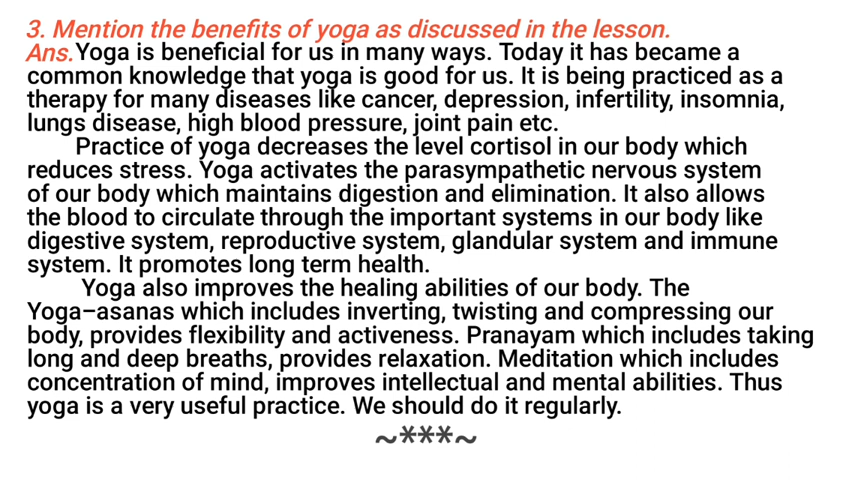 3. Mention the benefits of yoga as discussed in the lesson.
Ans. Yoga is beneficial for us in many ways. Today it has became a
common knowledge that yoga is good for us. It is being practiced as a
therapy for many diseases like cancer, depression, infertility, insomnia,
lungs disease, high blood pressure, joint pain etc.
Practice of yoga decreases the level cortisol in our body which
reduces stress. Yoga activates the parasympathetic nervous system
of our body which maintains digestion and elimination. It also allows
the blood to circulate through the important systems in our body like
digestive system, reproductive system, glandular system and immune
system. It promotes long term health.
Yoga also improves the healing abilities of our body. The
Yoga–asanas which includes inverting, twisting and compressing our
body, provides flexibility and activeness. Pranayam which includes taking
long and deep breaths, provides relaxation. Meditation which includes
concentration of mind, improves intellectual and mental abilities. Thus
yoga is a very useful practice. We should do it regularly.
~***~